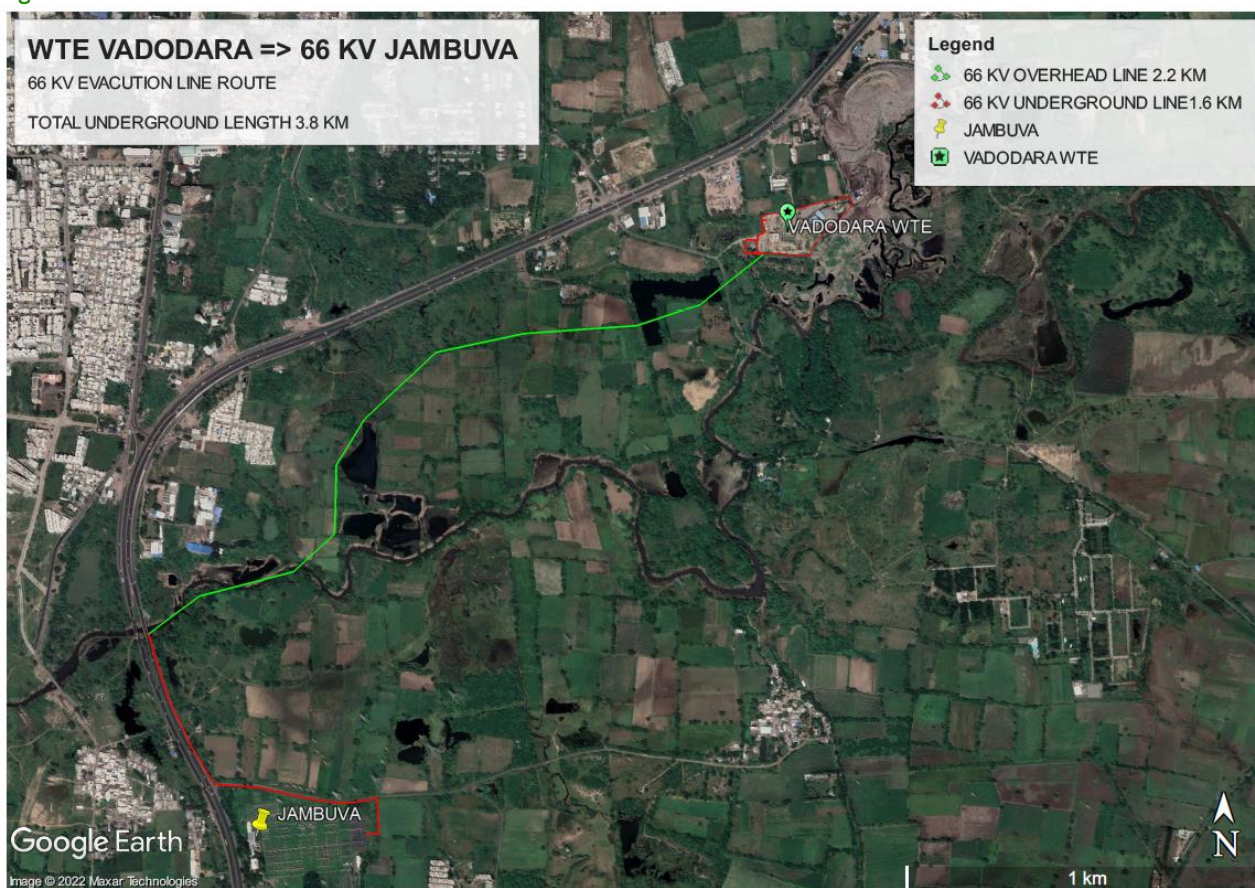 WTE VADODARA => 66 KV JAMBUVA
66 KV EVACUTION LINE ROUTE
TOTAL UNDERGROUND LENGTH 3.8 KM
Legend
66 KV OVERHEAD LINE 2.2 KM
66 KV UNDERGROUND LINE1.6 KM
JAMBUVA
VADODARA WTE
VADODARA WTE
JAMBUVA
Google Earth
Image © 2022 Maxar Technologies
N
1 km